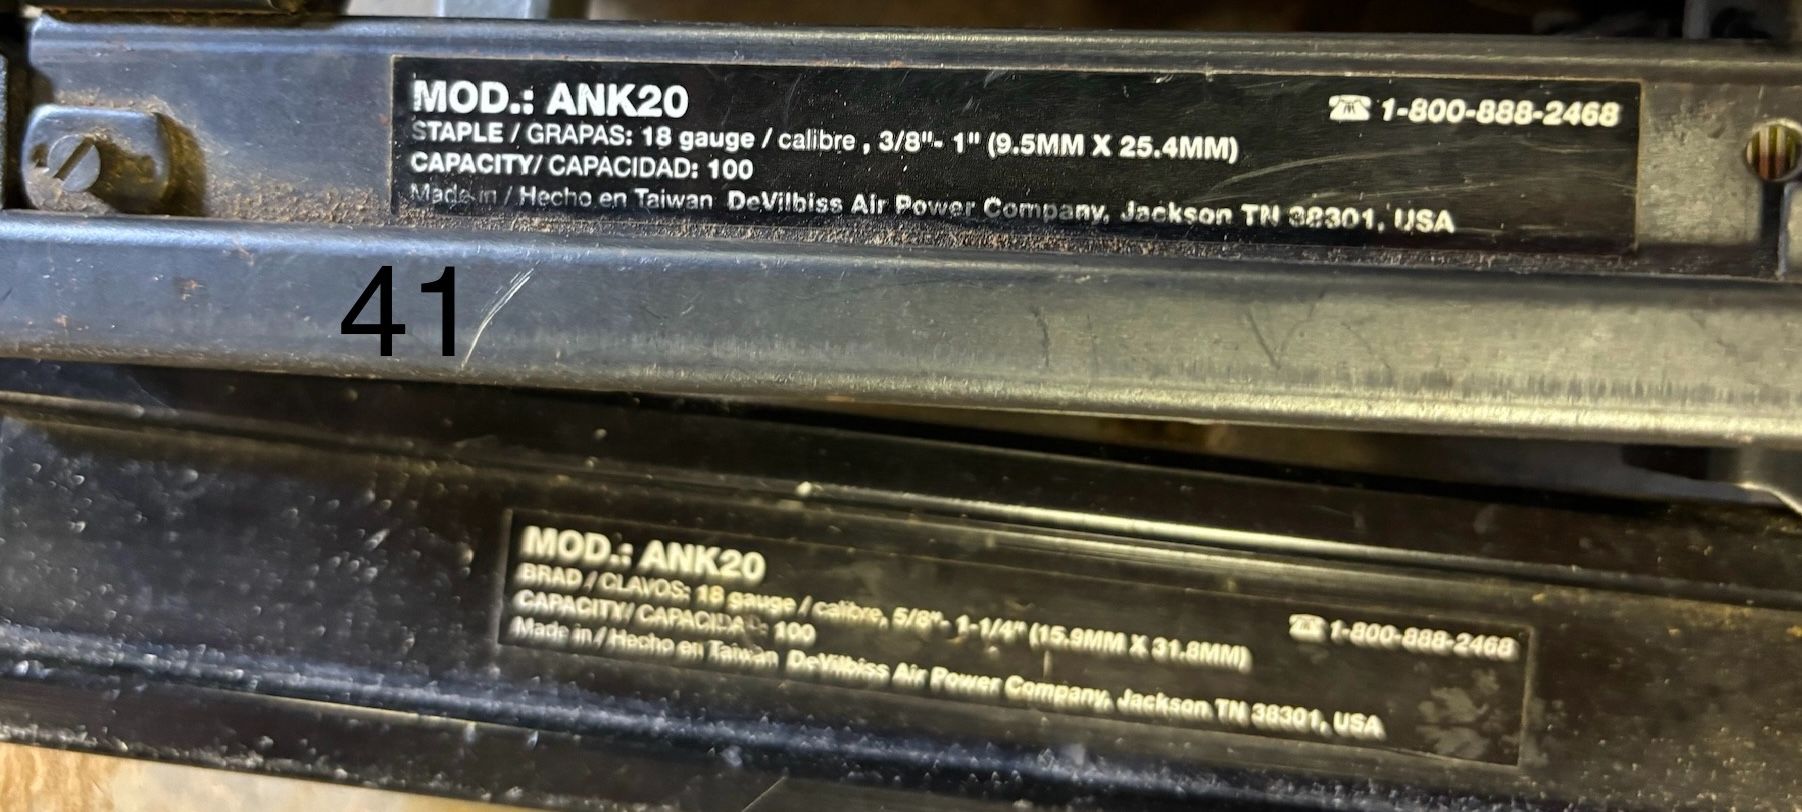 MOD.: ANK20
☎ 1-800-888-2468
STAPLE / GRAPAS: 18 gauge / calibre , 3/8"- 1" (9.5MM X 25.4MM)
CAPACITY/ CAPACIDAD: 100
Made in / Hecho en Taiwan DeVilbiss Air Power Company, Jackson TN 38301, USA
41
MOD.: ANK20
BRAD / CLAVOS: 18 gauge / calibre, 5/8"- 1-1/4" (15.9MM X 31.8MM)
☎ 1-800-888-2468
CAPACITY/ CAPACIDAD: 100
Made in / Hecho en Taiwan DeVilbiss Air Power Company, Jackson TN 38301, USA